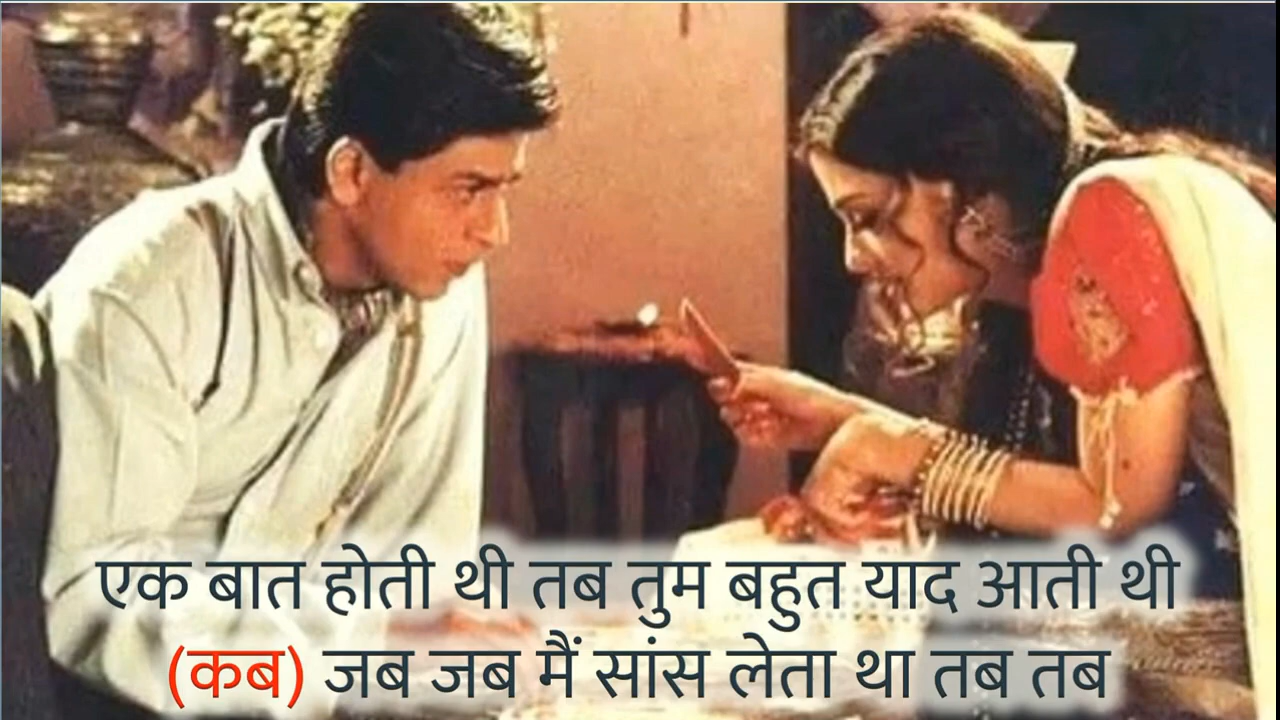 एक बात होती थी तब तुम बहुत याद आती थी
(कब) जब जब मैं सांस लेता था तब तब